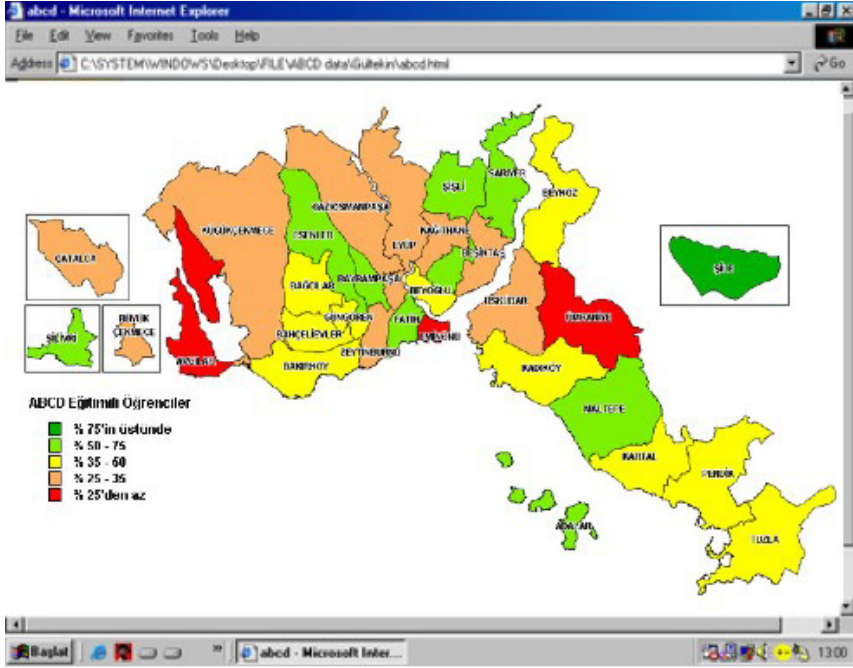 abcd - Microsoft Internet Explorer
File Edit View Favorites Tools Help
Address C:\SYSTEM\WINDOWS\Desktop\FILE\ABCD data\Gültekin\abcd.html Go
SARIYER
ŞİŞLİ
BEYKOZ
GAZİOSMANPAŞA
KÜÇÜKÇEKMECE
ESENLER
EYÜP
KAĞITHANE
BEŞİKTAŞ
ÇATALCA
ŞİLE
BAYRAMPAŞA
BAĞCILAR
BEYOĞLU
ÜSKÜDAR
ÜMRANİYE
BÜYÜK
ÇEKMECE
SİLİVRİ
GÜNGÖREN
FATİH
EMİNÖNÜ
BAHÇELİEVLER
ZEYTİNBURNU
AVCILAR
BAKIRKÖY
KADIKÖY
MALTEPE
KARTAL
PENDİK
ADALAR
TUZLA
ABCD Eğitimli Öğrenciler
% 75'in üstünde
% 50 - 75
% 35 - 50
% 25 - 35
% 25'den az
Başlat » abcd - Microsoft Inter... 13:00